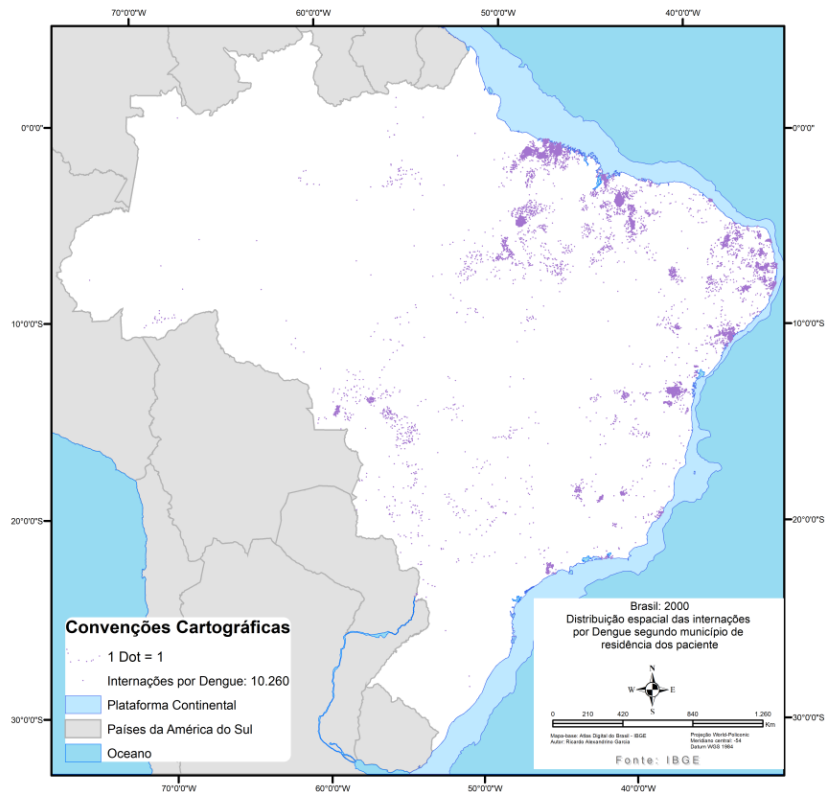 70°0'0"W 60°0'0"W 50°0'0"W 40°0'0"W
0°0'0" 0°0'0"
10°0'0"S 10°0'0"S
20°0'0"S 20°0'0"S
30°0'0"S 30°0'0"S
Convenções Cartográficas
1 Dot = 1
Internações por Dengue: 10.260
Plataforma Continental
Países da América do Sul
Oceano
Brasil: 2000
Distribuição espacial das internações
por Dengue segundo município de
residência dos paciente
N
W E
S
0 210 420 840 1.260
Km
Mapa-base: Atlas Digital do Brasil - IBGE
Autor: Ricardo Alexandrino Garcia
Projeção World-Policonic
Meridiana central: -54
Datum WGS 1984
Fonte: IBGE
70°0'0"W 60°0'0"W 50°0'0"W 40°0'0"W